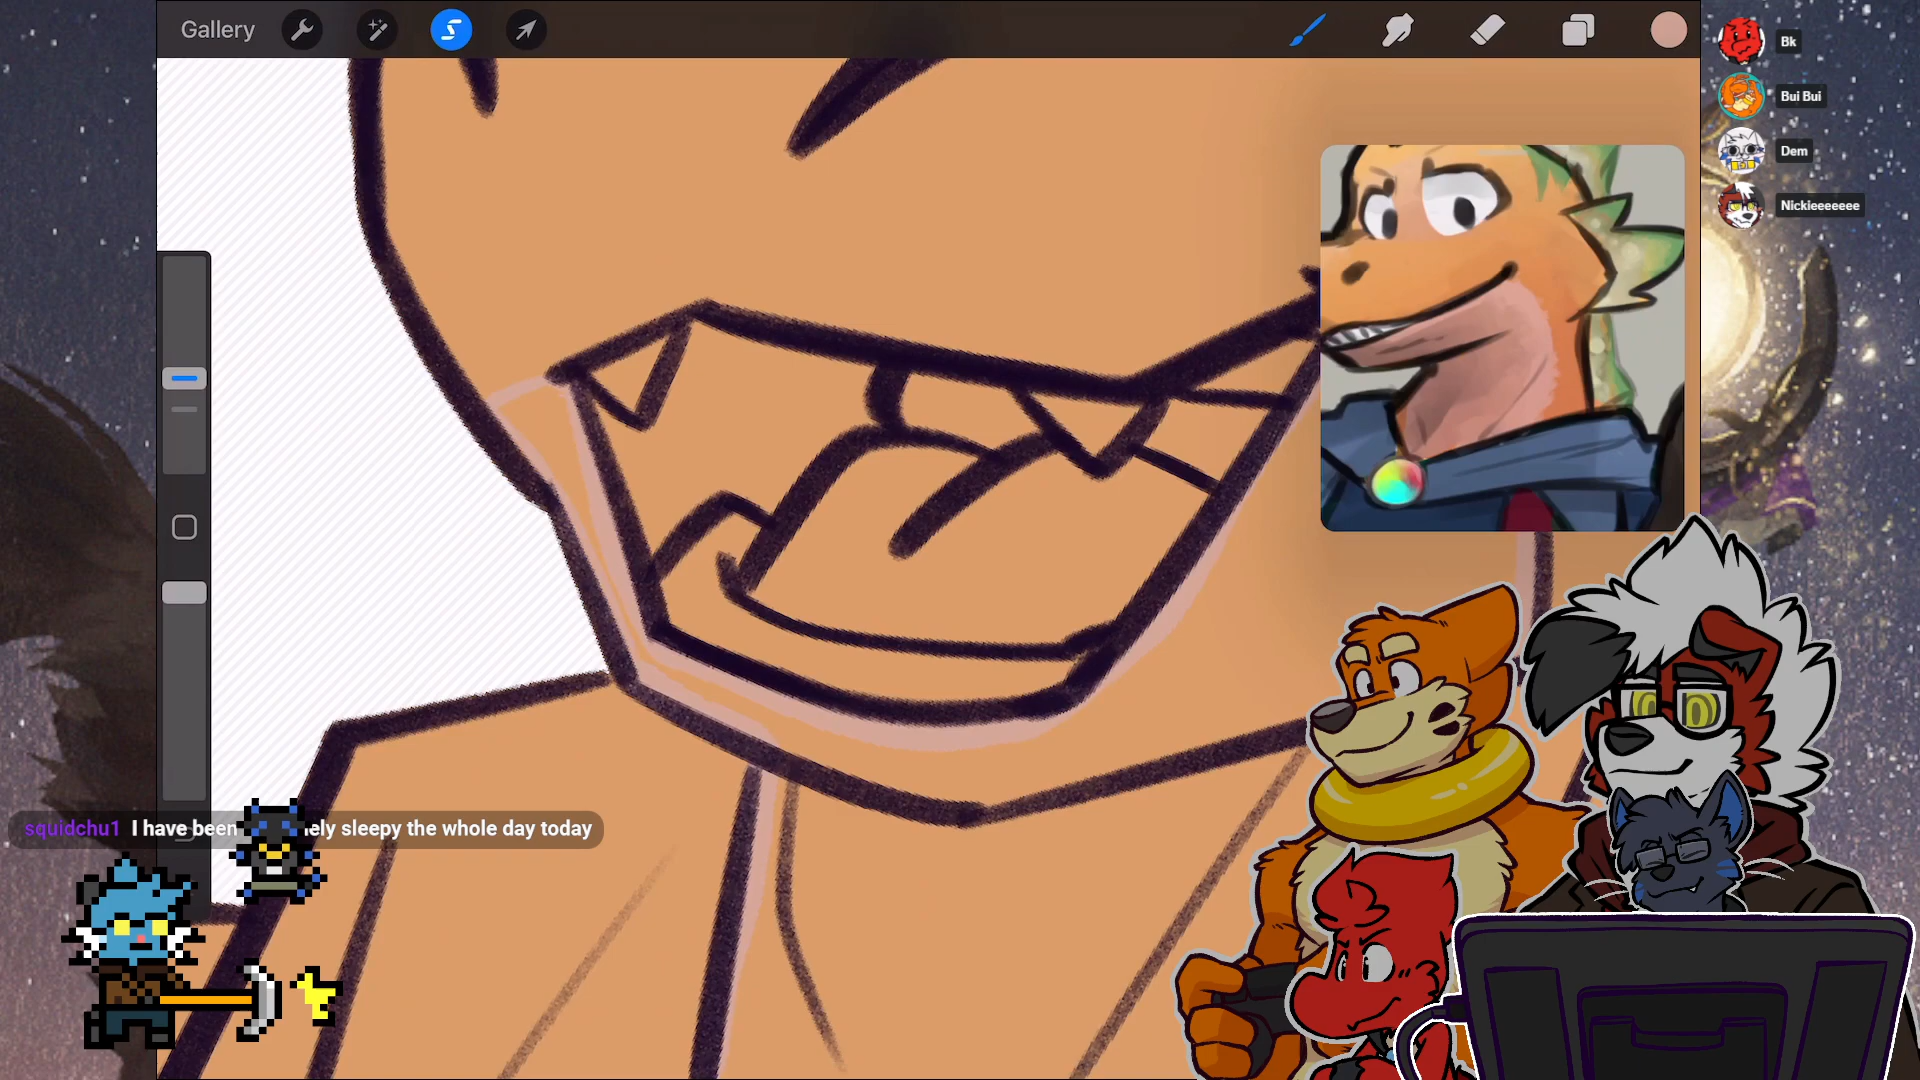 Gallery
Bk
Bui Bui
Dem
Nickieeeeeee
squidchu1 I have been ely sleepy the whole day today